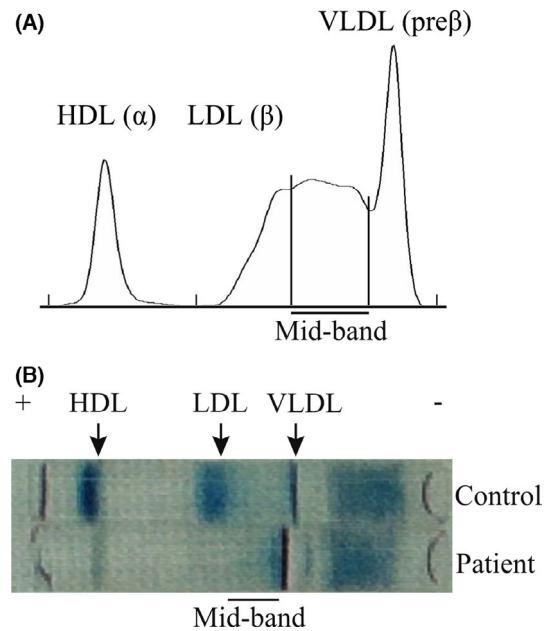 (A)
VLDL (preβ)
HDL (α) LDL (β)
Mid-band
(B)
+ HDL LDL VLDL -
Control
Patient
Mid-band